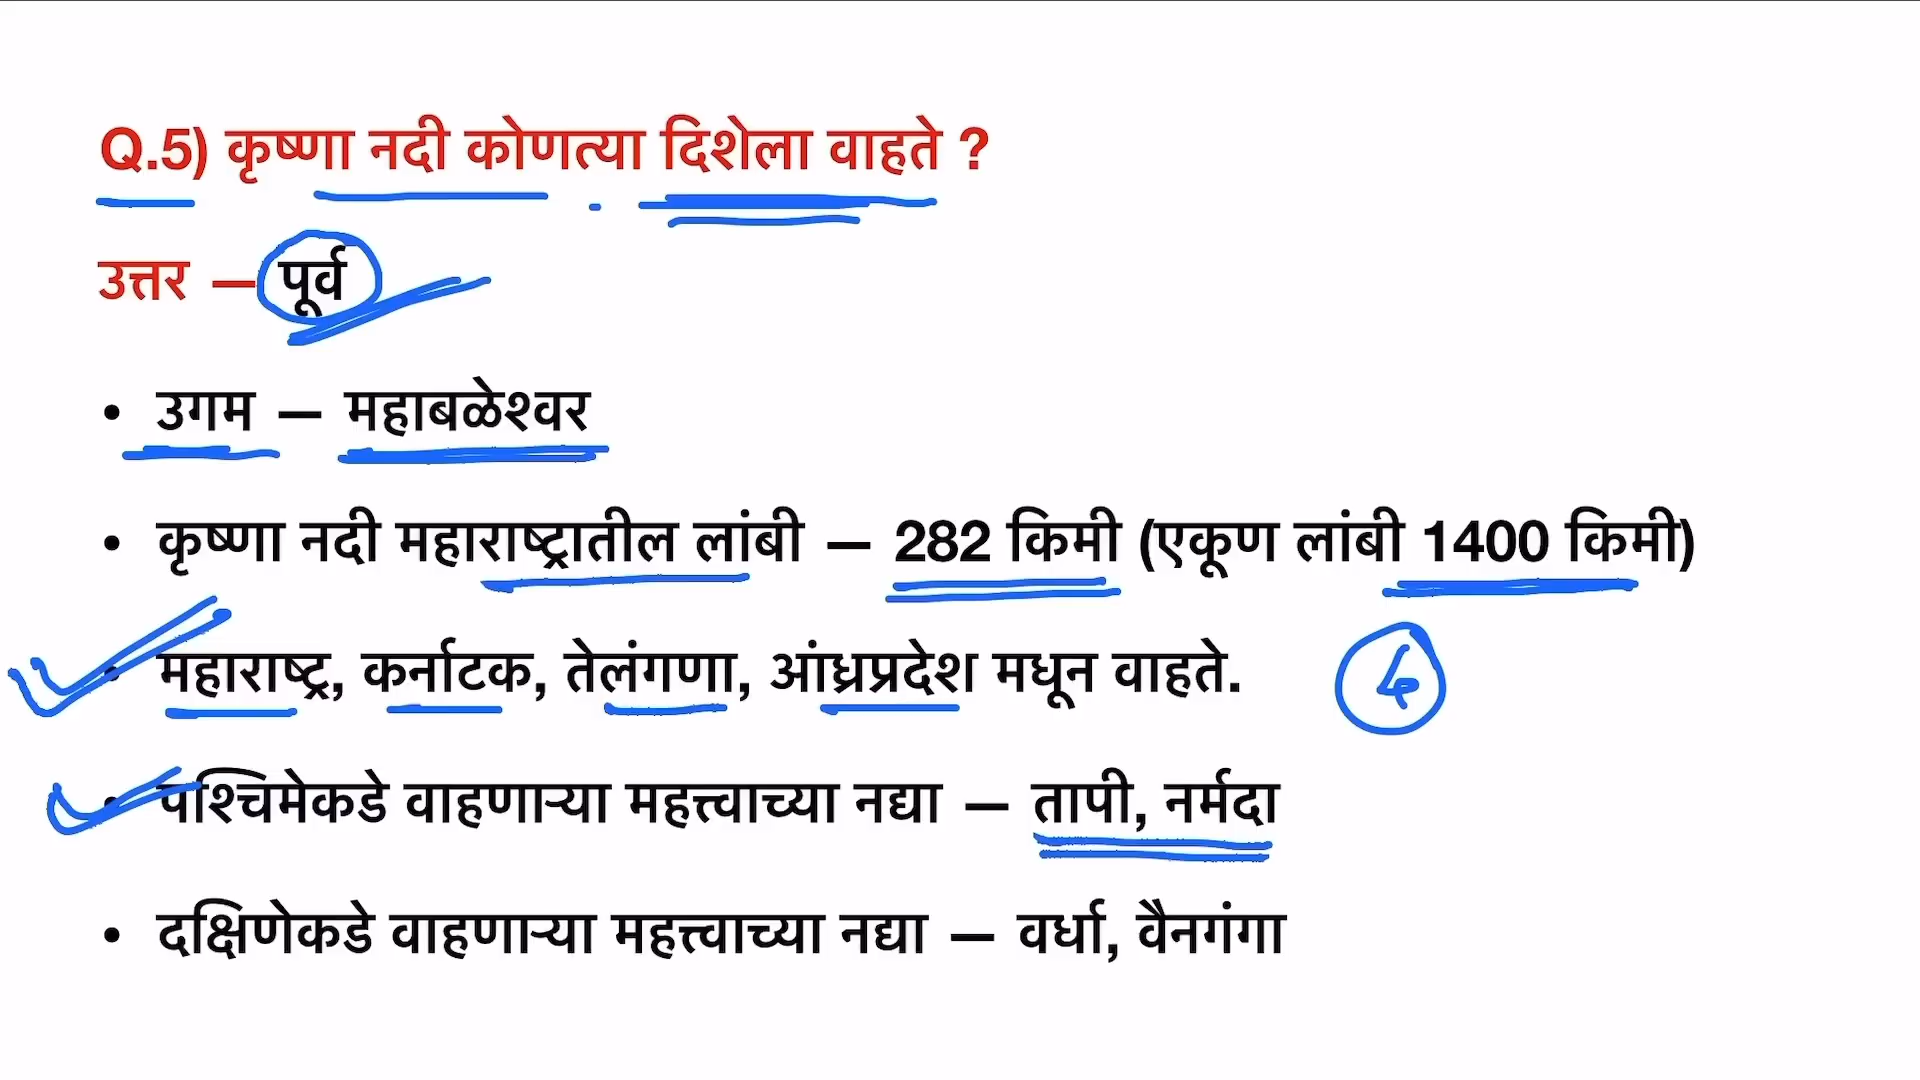 Q.5) कृष्णा नदी कोणत्या दिशेला वाहते ?
उत्तर — पूर्व
• उगम — महाबळेश्वर
• कृष्णा नदी महाराष्ट्रातील लांबी — 282 किमी (एकूण लांबी 1400 किमी)
• महाराष्ट्र, कर्नाटक, तेलंगणा, आंध्रप्रदेश मधून वाहते. 4
• पश्चिमेकडे वाहणाऱ्या महत्त्वाच्या नद्या — तापी, नर्मदा
• दक्षिणेकडे वाहणाऱ्या महत्त्वाच्या नद्या — वर्धा, वैनगंगा